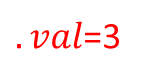 . val=3